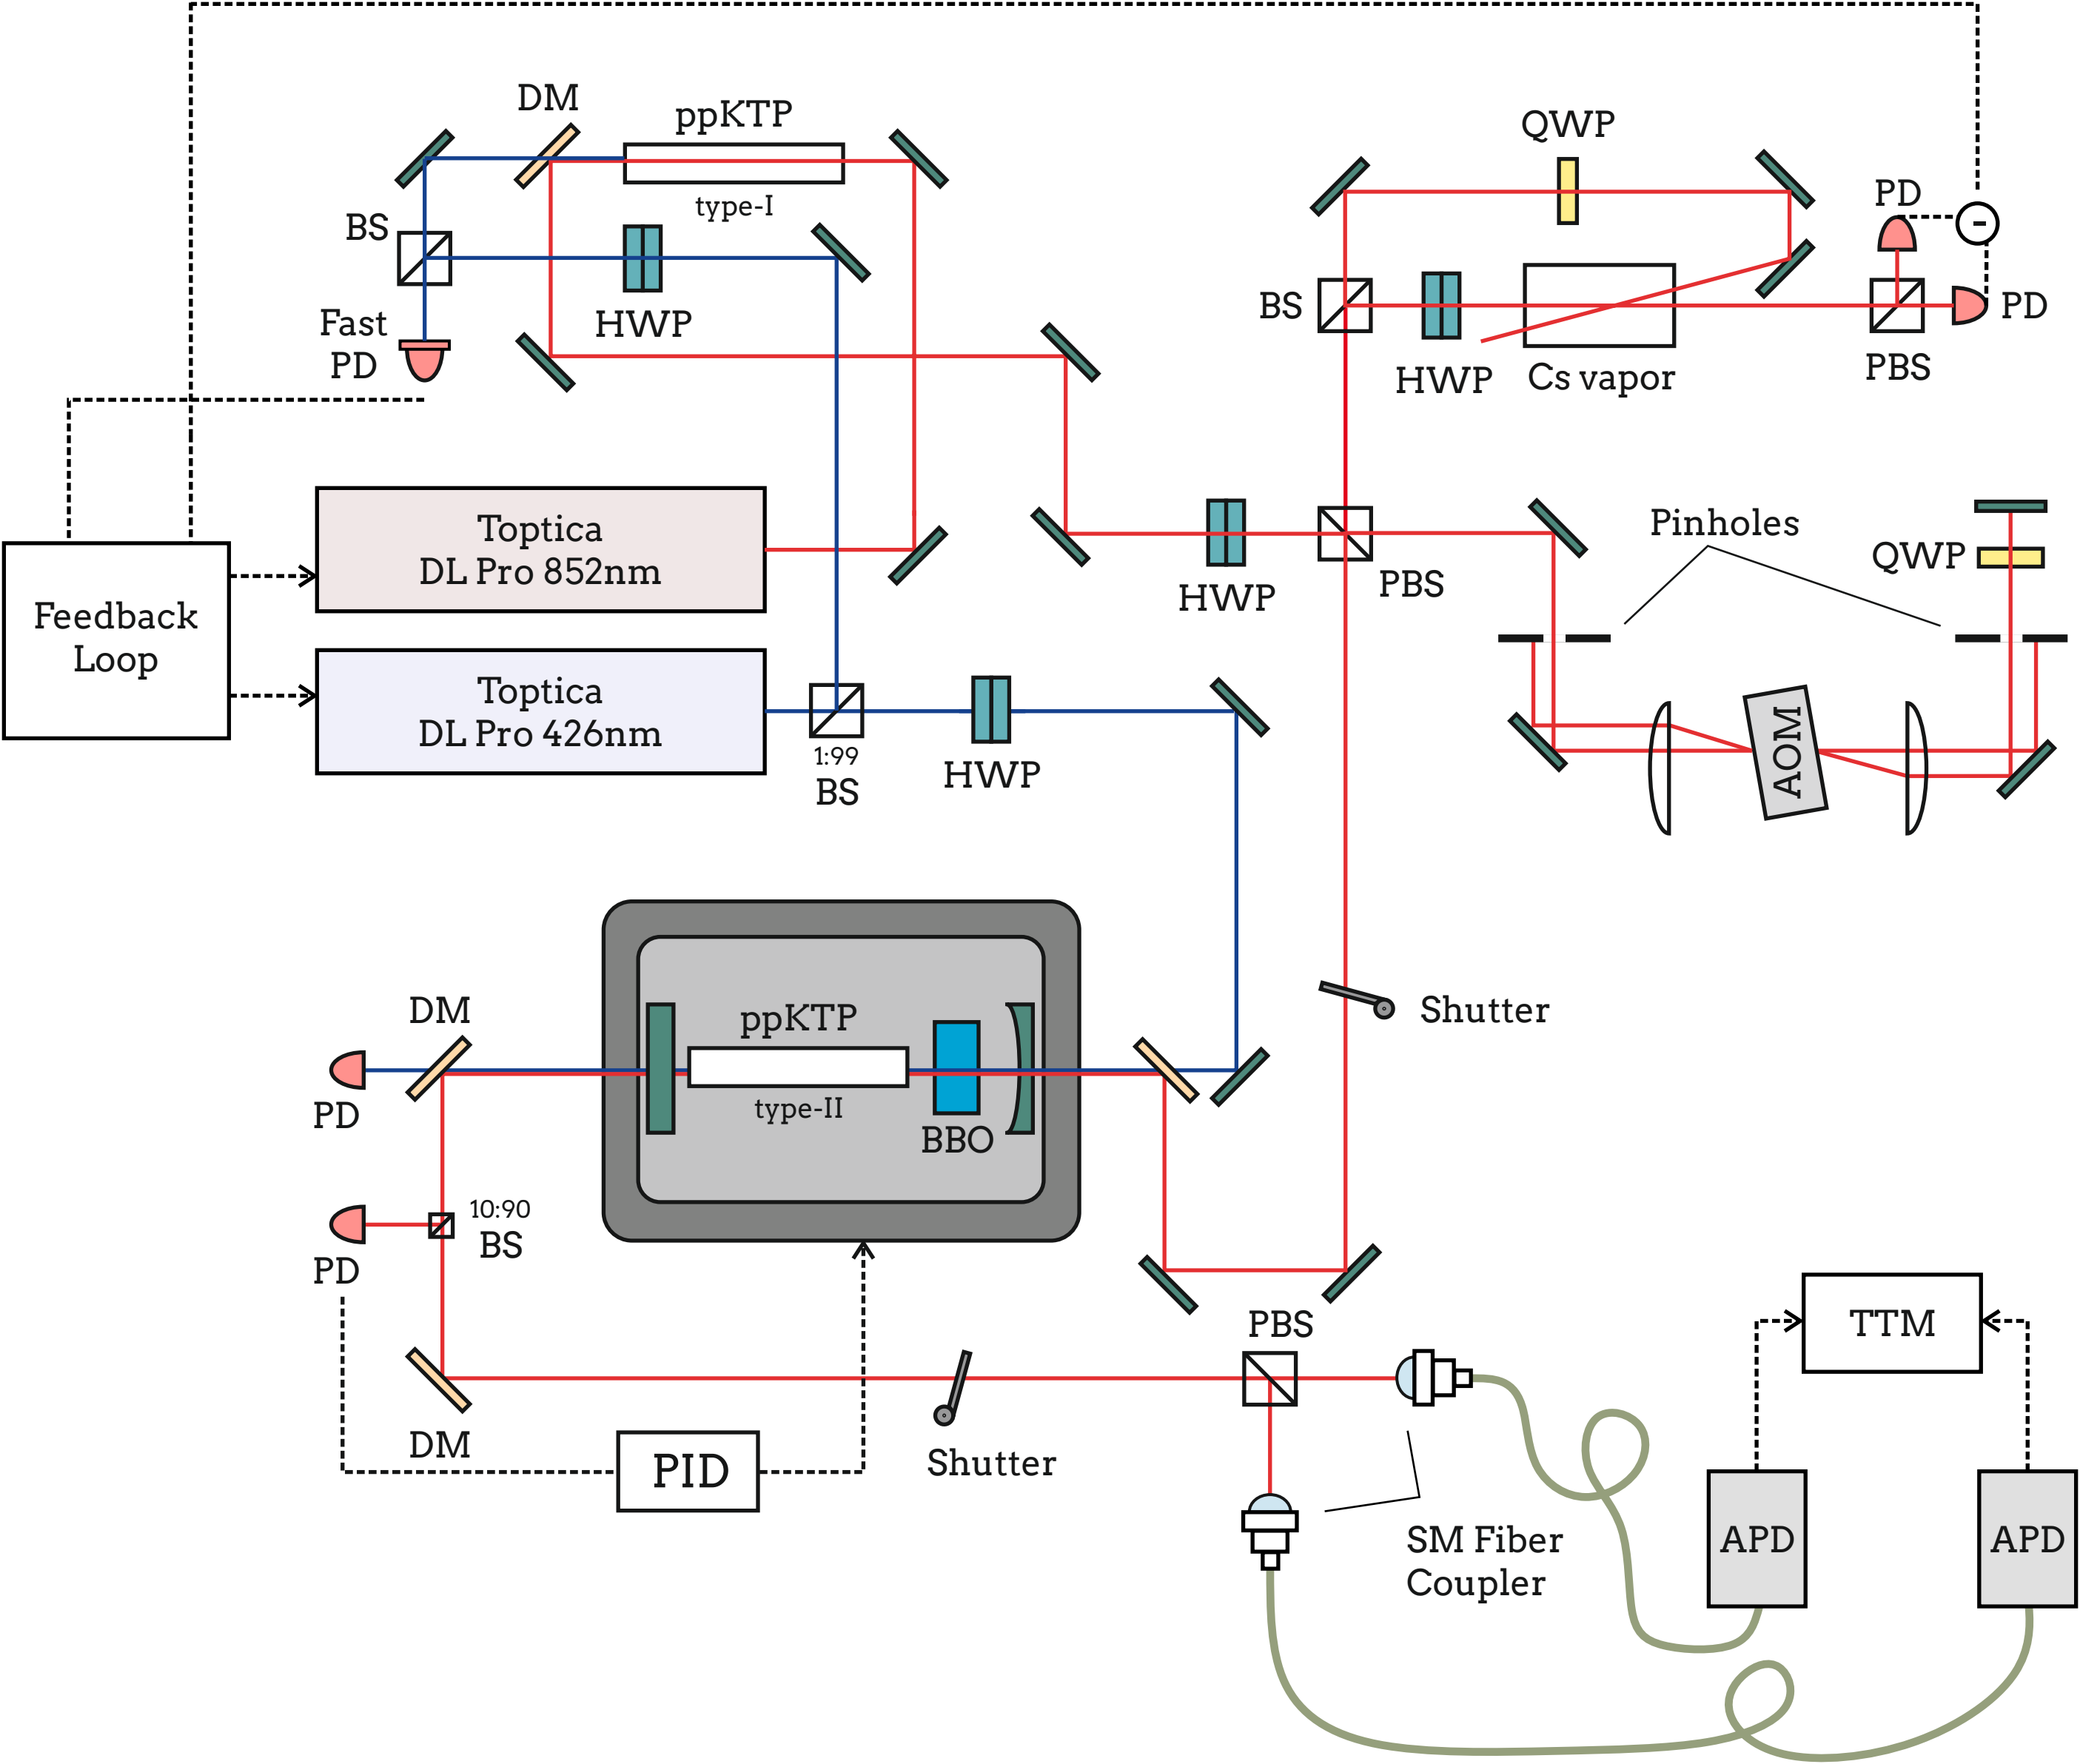 DM
ppKTP
type-I
BS
HWP
Fast
PD
QWP
PD
-
BS
HWP
Cs vapor
PBS
PD
Toptica
DL Pro 852nm
HWP
PBS
Pinholes
QWP
Feedback
Loop
Toptica
DL Pro 426nm
1:99
BS
HWP
AOM
DM
ppKTP
type-II
BBO
PD
Shutter
10:90
BS
PD
DM
PID
Shutter
PBS
TTM
SM Fiber
Coupler
APD
APD